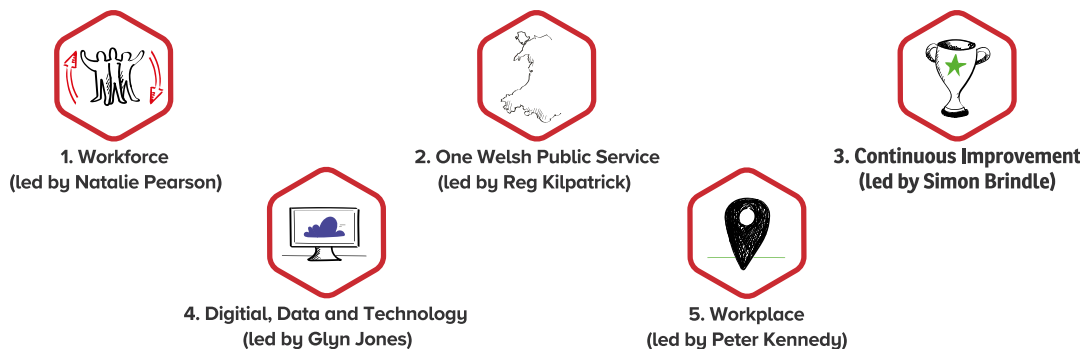 1. Workforce
(led by Natalie Pearson)
2. One Welsh Public Service
(led by Reg Kilpatrick)
3. Continuous Improvement
(led by Simon Brindle)
4. Digitial, Data and Technology
(led by Glyn Jones)
5. Workplace
(led by Peter Kennedy)